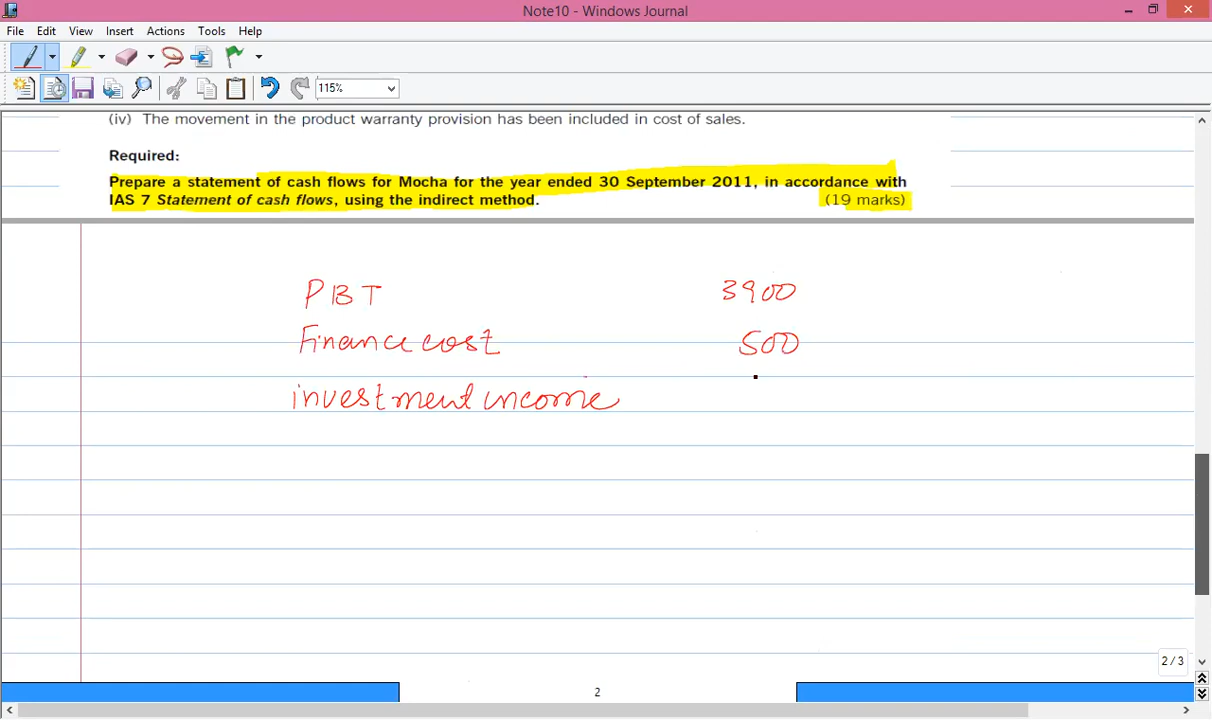 Note10 - Windows Journal
File Edit View Insert Actions Tools Help
115%
(iv) The movement in the product warranty provision has been included in cost of sales.
Required:
Prepare a statement of cash flows for Mocha for the year ended 30 September 2011, in accordance with
IAS 7 Statement of cash flows, using the indirect method. (19 marks)
PBT 3900
Finance cost 500
investment income
2 / 3
2